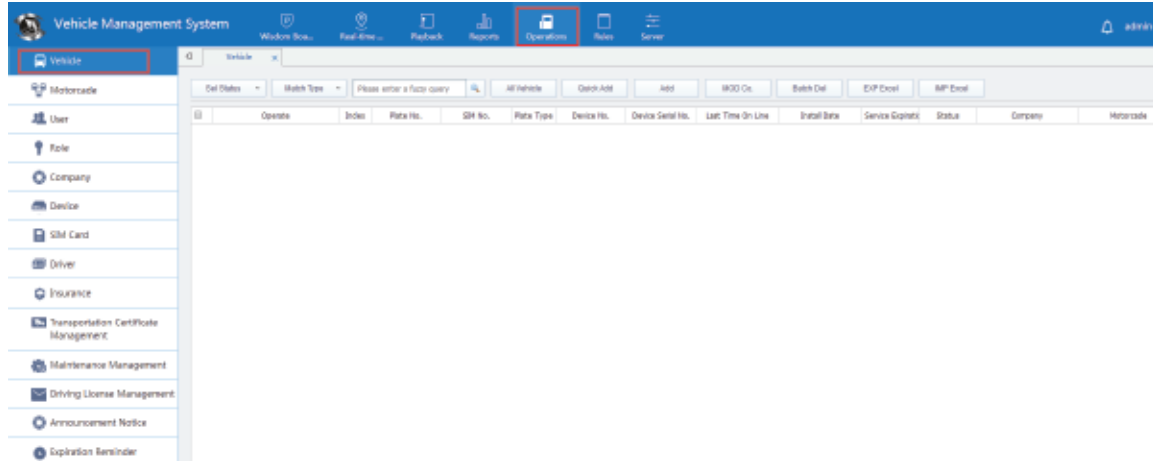 Vehicle Management System
Wisdom Boa...
Real-time ...
Playback
Reports
Operations
Rules
Server
admin
Vehicle
Motorcade
User
Role
Company
Device
SIM Card
Driver
Insurance
Transportation Certificate
Management
Maintenance Management
Driving License Management
Announcement Notice
Expiration Reminder
Vehicle x
Sel Status
Match Type
Please enter a fuzzy query
All Vehicle
Quick Add
Add
MOD Co.
Batch Del
EXP Excel
IMP Excel
Operate
Index
Plate No.
SIM No.
Plate Type
Device No.
Device Serial No.
Last Time On Line
Install Date
Service Expirati
Status
Company
Motorcade